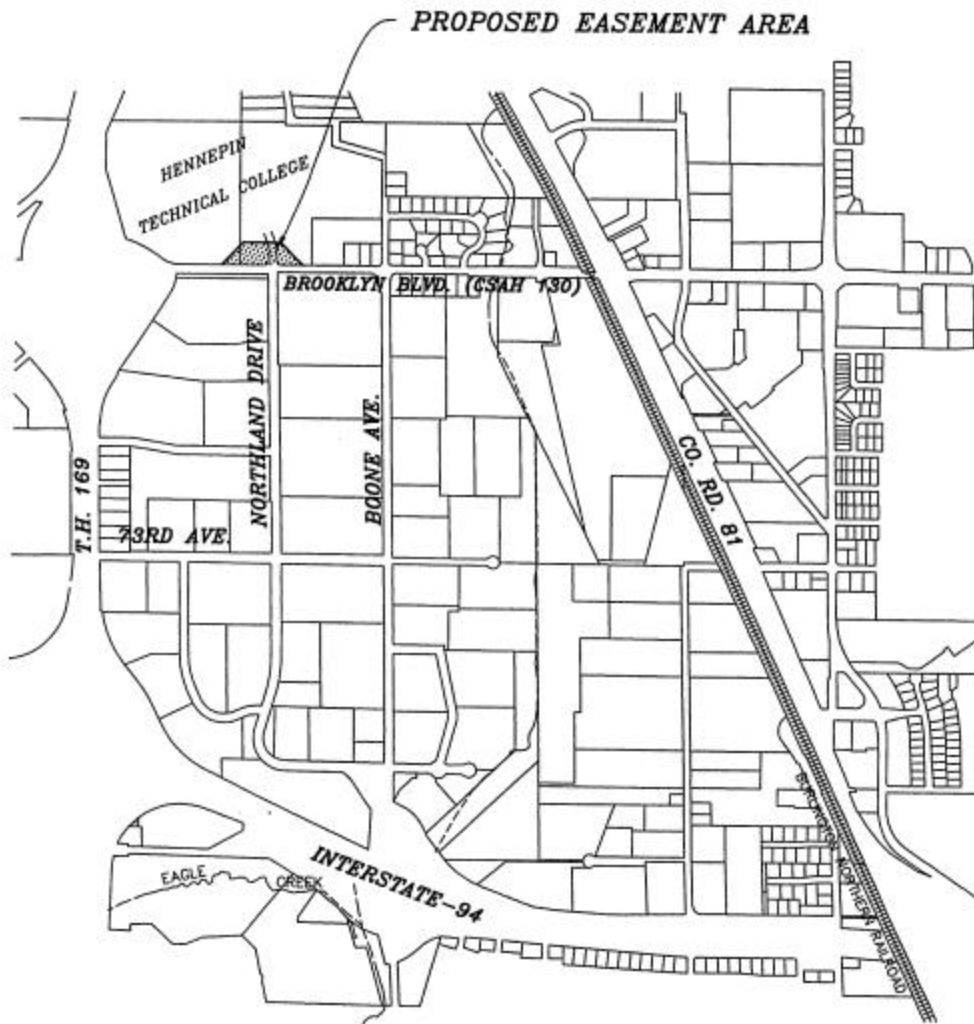 PROPOSED EASEMENT AREA
HENNEPIN
TECHNICAL COLLEGE
BROOKLYN BLVD. (CSAH 130)
NORTHLAND DRIVE
BOONE AVE.
T.H. 169
73RD AVE.
CO. RD. 81
BURLINGTON NORTHERN RAILROAD
INTERSTATE-94
EAGLE CREEK